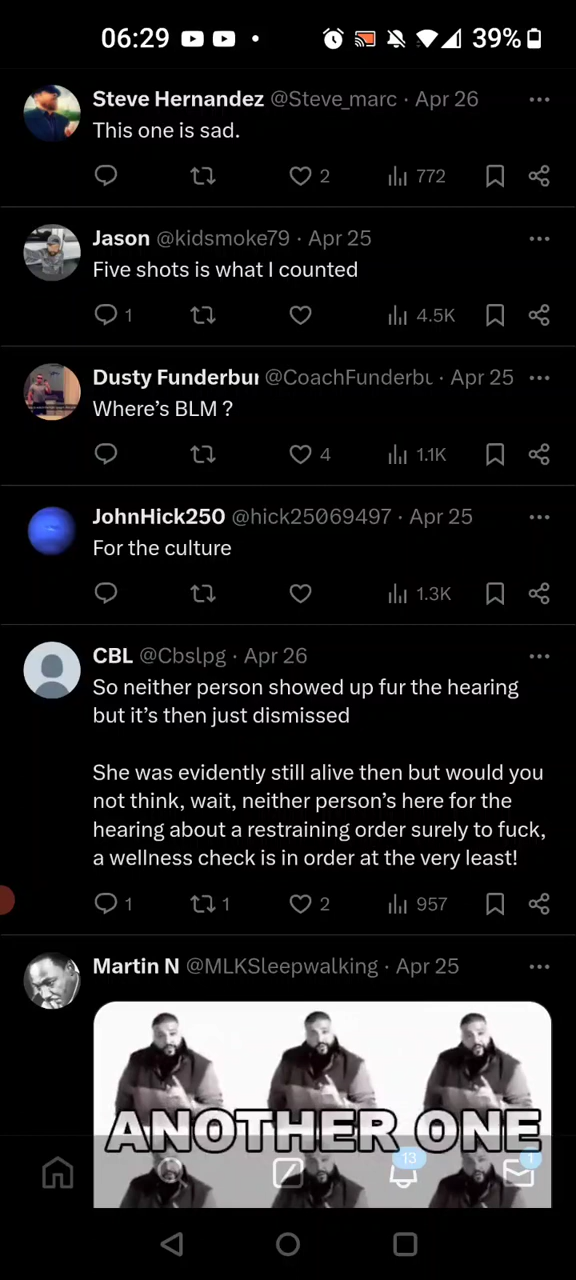 06:29
39%
Steve Hernandez @Steve_marc · Apr 26
This one is sad.
2 772
Jason @kidsmoke79 · Apr 25
Five shots is what I counted
1 4.5K
Dusty Funderbur @CoachFunderbu · Apr 25
Where’s BLM ?
4 1.1K
JohnHick250 @hick25069497 · Apr 25
For the culture
1.3K
CBL @Cbslpg · Apr 26
So neither person showed up fur the hearing
but it’s then just dismissed
She was evidently still alive then but would you
not think, wait, neither person’s here for the
hearing about a restraining order surely to fuck,
a wellness check is in order at the very least!
1 1 2 957
Martin N @MLKSleepwalking · Apr 25
ANOTHER ONE
13 1